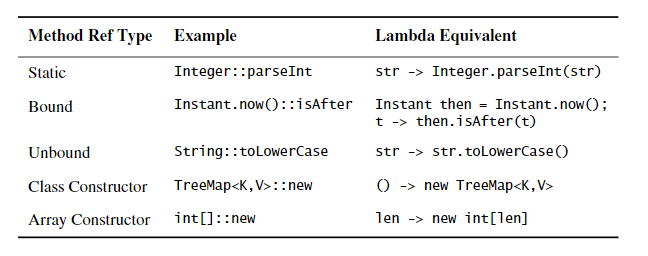 Method Ref Type Example Lambda Equivalent
Static Integer::parseInt str -> Integer.parseInt(str)
Bound Instant.now()::isAfter Instant then = Instant.now();
t -> then.isAfter(t)
Unbound String::toLowerCase str -> str.toLowerCase()
Class Constructor TreeMap<K,V>::new () -> new TreeMap<K,V>
Array Constructor int[]::new len -> new int[len]